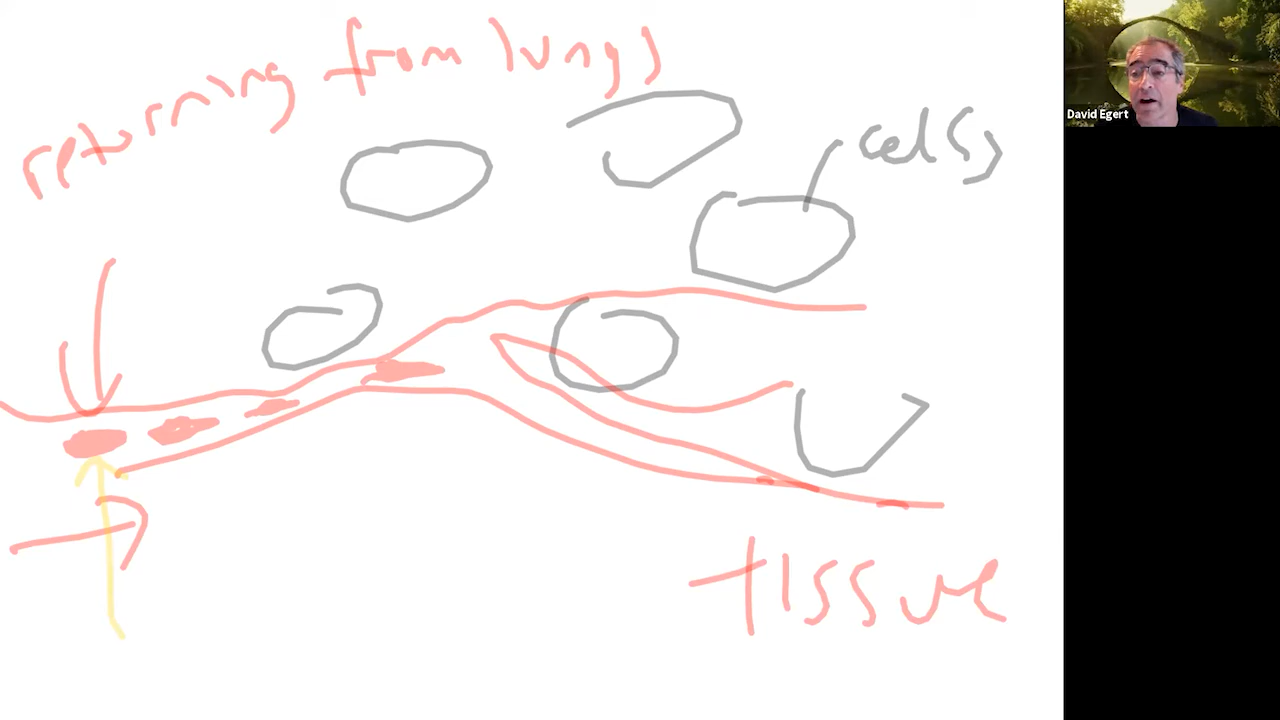 returning from lungs
cells
David Egert
tissue